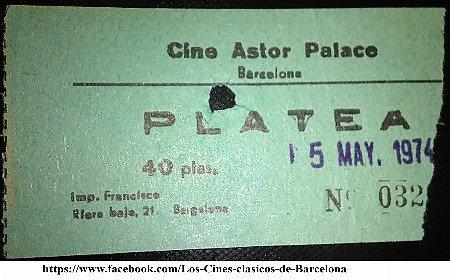 Cine Astor Palace
Barcelona
PLATEA
5 MAY. 1974
40 ptas.
Imp. Francisco
Riera baja, 21. Barcelona
Nº 032
https://www.facebook.com/Los-Cines-clasicos-de-Barcelona